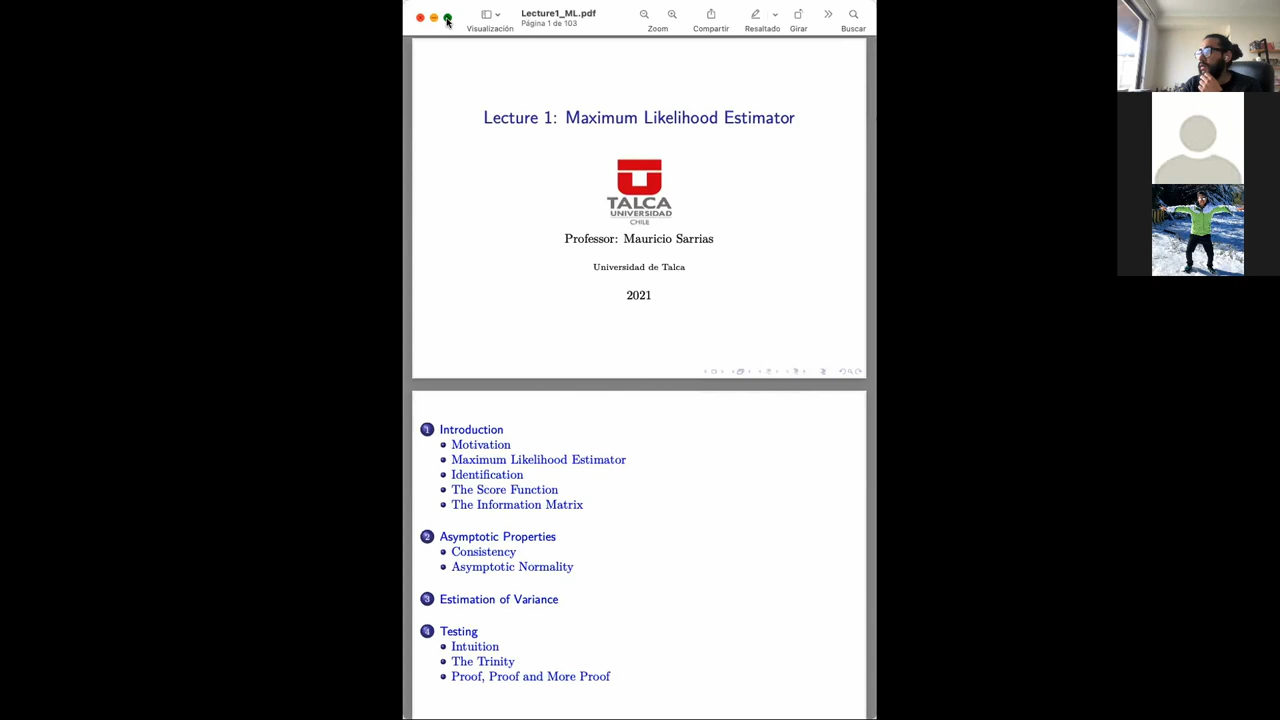 Lecture1_ML.pdf
Página 1 de 103
Visualización
Zoom
Compartir
Resaltado
Girar
Buscar
Lecture 1: Maximum Likelihood Estimator
TALCA
UNIVERSIDAD
CHILE
Professor: Mauricio Sarrias
Universidad de Talca
2021
1 Introduction
Motivation
Maximum Likelihood Estimator
Identification
The Score Function
The Information Matrix
2 Asymptotic Properties
Consistency
Asymptotic Normality
3 Estimation of Variance
4 Testing
Intuition
The Trinity
Proof, Proof and More Proof